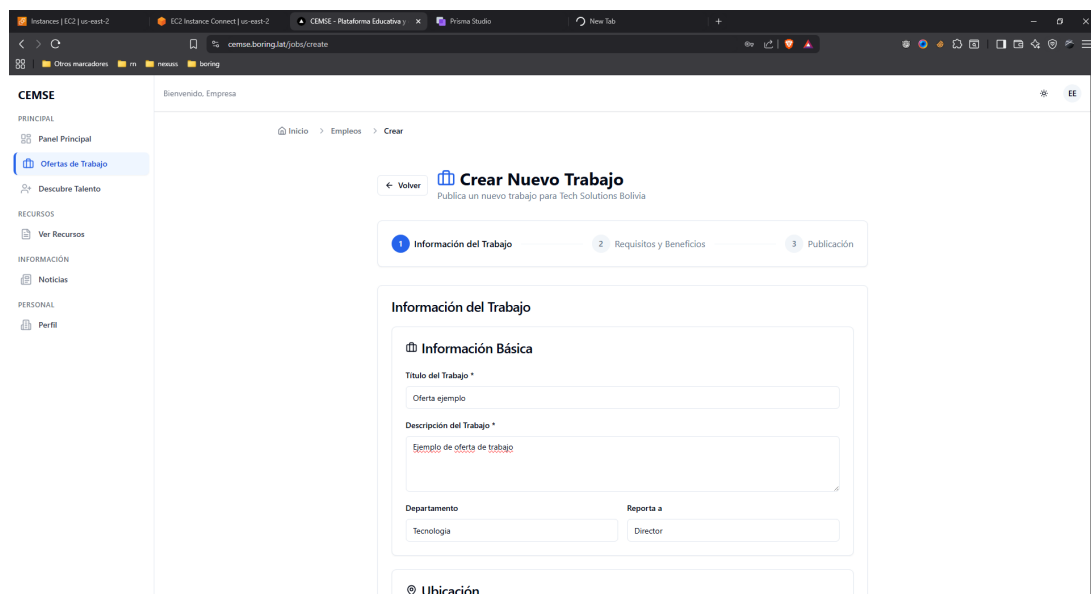 Instances | EC2 | us-east-2
EC2 Instance Connect | us-east-2
CEMSE - Plataforma Educativa y
Prisma Studio
New Tab
cemse.boring.lat/jobs/create
Otros marcadores
rn
nexuss
boring
CEMSE
Bienvenido, Empresa
EE
PRINCIPAL
Panel Principal
Ofertas de Trabajo
Descubre Talento
RECURSOS
Ver Recursos
INFORMACIÓN
Noticias
PERSONAL
Perfil
Inicio > Empleos > Crear
← Volver
Crear Nuevo Trabajo
Publica un nuevo trabajo para Tech Solutions Bolivia
1 Información del Trabajo
2 Requisitos y Beneficios
3 Publicación
Información del Trabajo
Información Básica
Título del Trabajo *
Oferta ejemplo
Descripción del Trabajo *
Ejemplo de oferta de trabajo
Departamento
Reporta a
Tecnologia
Director
Ubicación